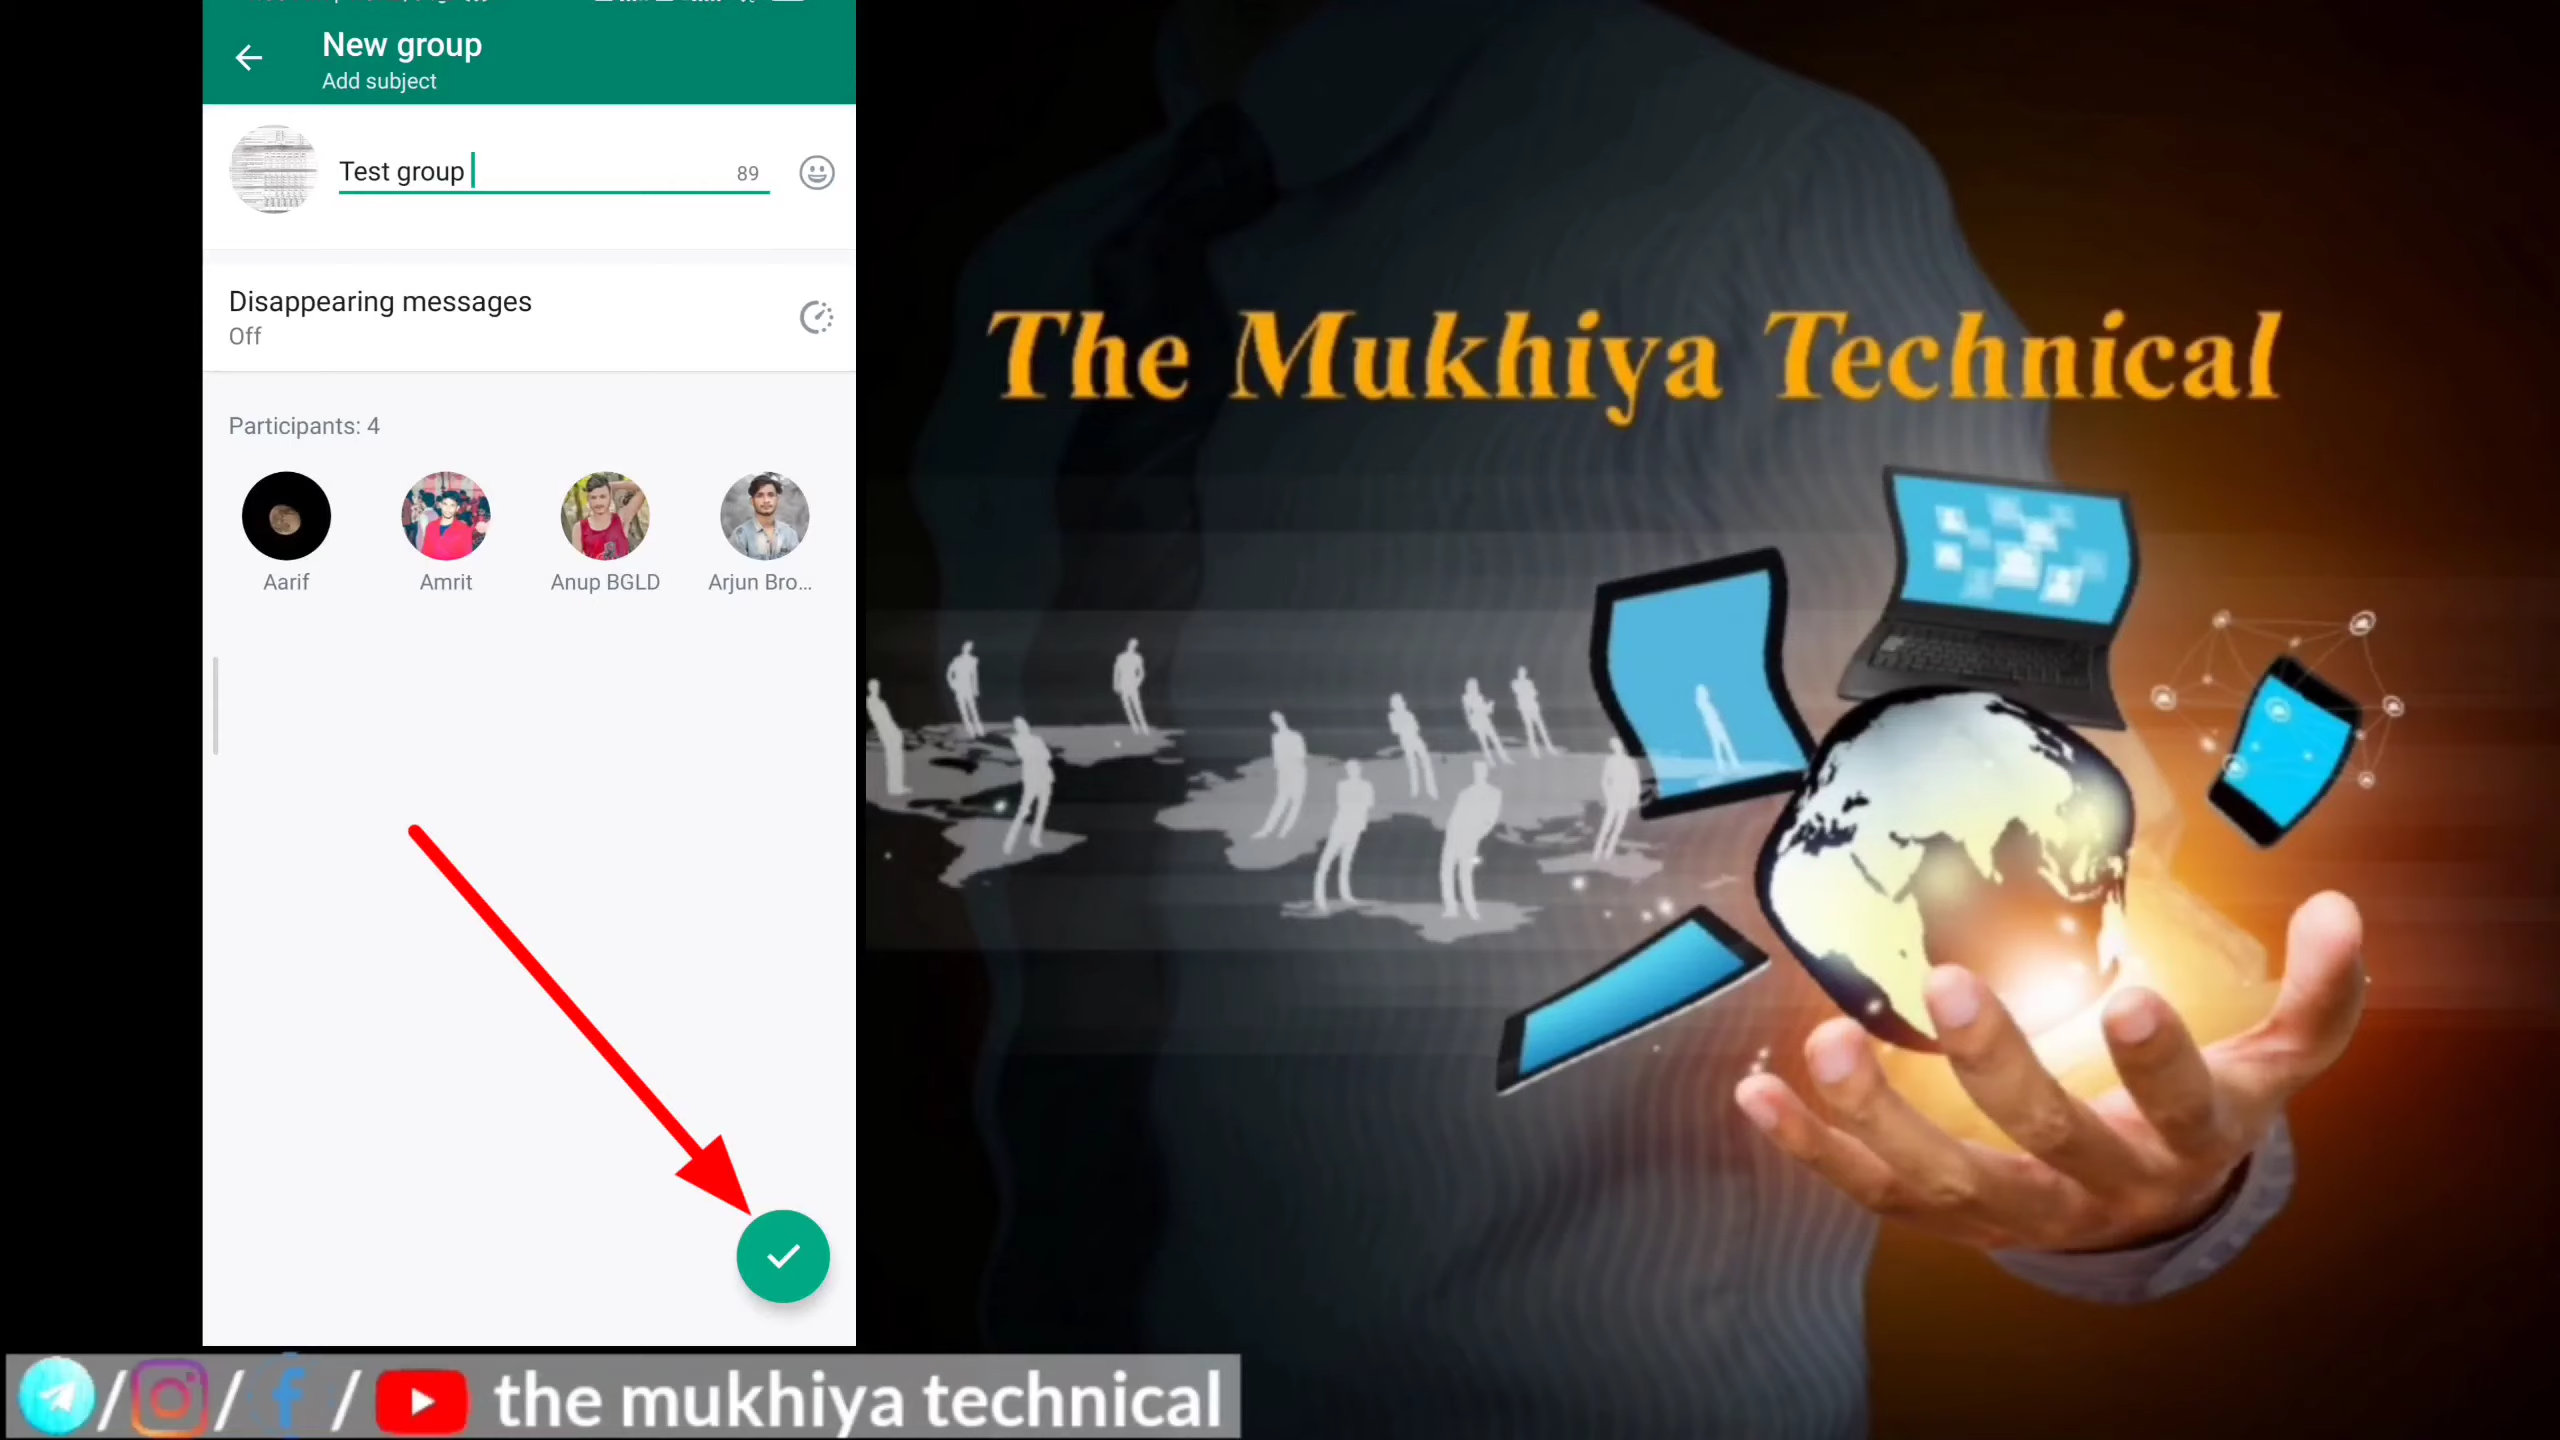 New group
Add subject
Test group
89
Disappearing messages
Off
Participants: 4
Aarif
Amrit
Anup BGLD
Arjun Bro...
The Mukhiya Technical
the mukhiya technical